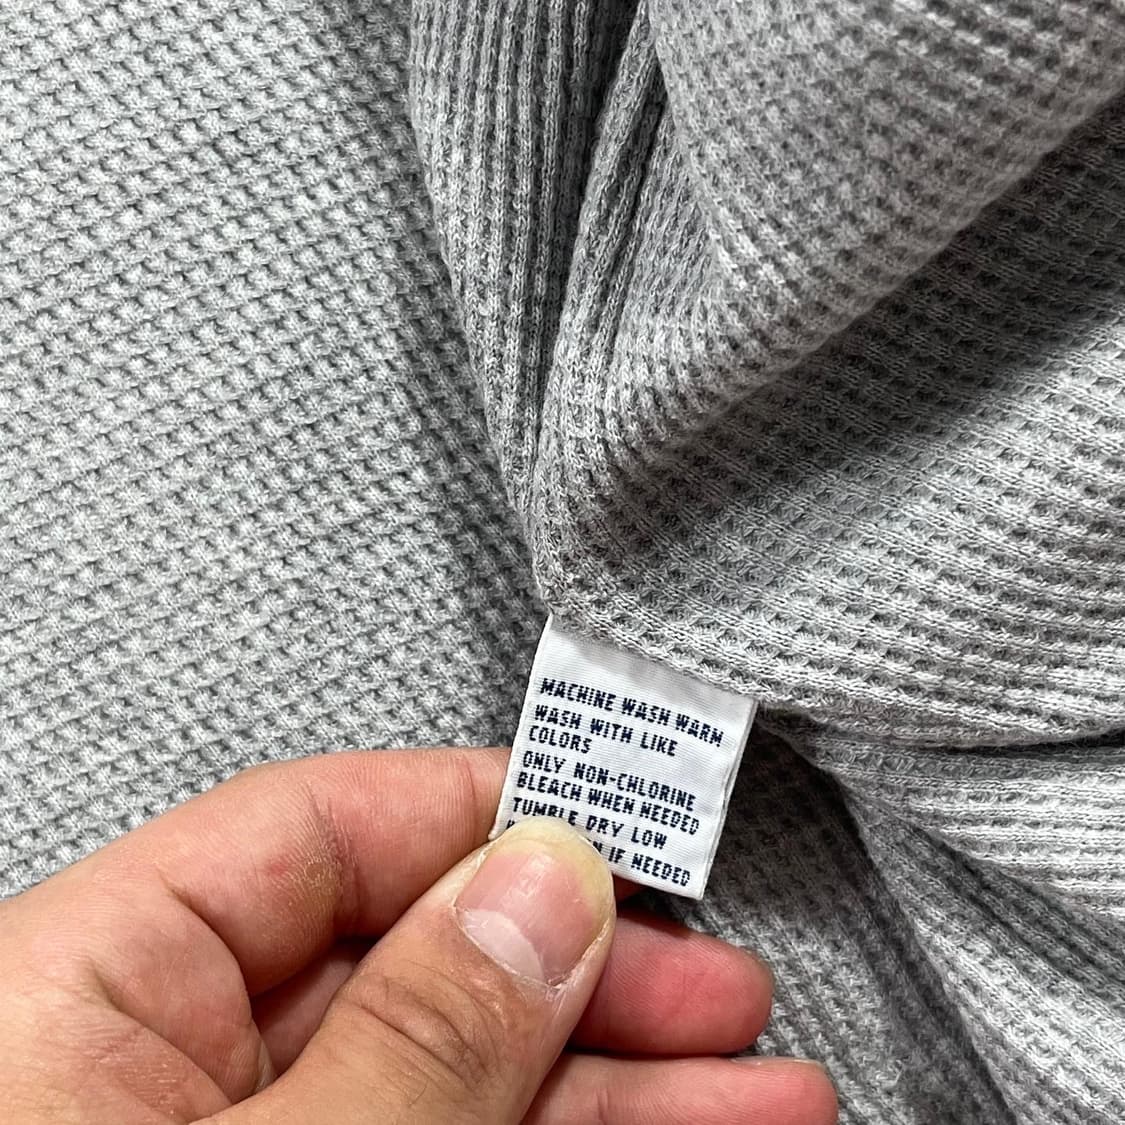 MACHINE WASH WARM
WASH WITH LIKE
COLORS
ONLY NON-CHLORINE
BLEACH WHEN NEEDED
TUMBLE DRY LOW
IF NEEDED